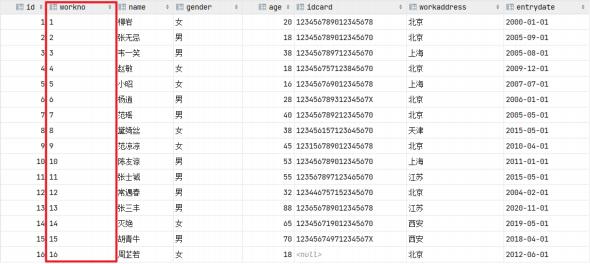 id workno name gender age idcard workaddress entrydate
1 1 柳岩 女 20 123456789012345678 北京 2000-01-01
2 2 张无忌 男 18 123456789012345670 北京 2005-09-01
3 3 韦一笑 男 38 123456789712345670 上海 2005-08-01
4 4 赵敏 女 18 123456757123845670 北京 2009-12-01
5 5 小昭 女 16 123456769012345678 上海 2007-07-01
6 6 杨逍 男 28 12345678931234567X 北京 2006-01-01
7 7 范瑶 男 40 123456789212345670 北京 2005-05-01
8 8 黛绮丝 女 38 123456157123645670 天津 2015-05-01
9 9 范凉凉 女 45 123156789012345678 北京 2010-04-01
10 10 陈友谅 男 53 123456789012345670 上海 2011-01-01
11 11 张士诚 男 55 123567897123465670 江苏 2015-05-01
12 12 常遇春 男 32 123446757152345670 北京 2004-02-01
13 13 张三丰 男 88 123656789012345678 江苏 2020-11-01
14 14 灭绝 女 65 123456719012345670 西安 2019-05-01
15 15 胡青牛 男 70 12345674971234567X 西安 2018-04-01
16 16 周芷若 女 18 <null> 北京 2012-06-01